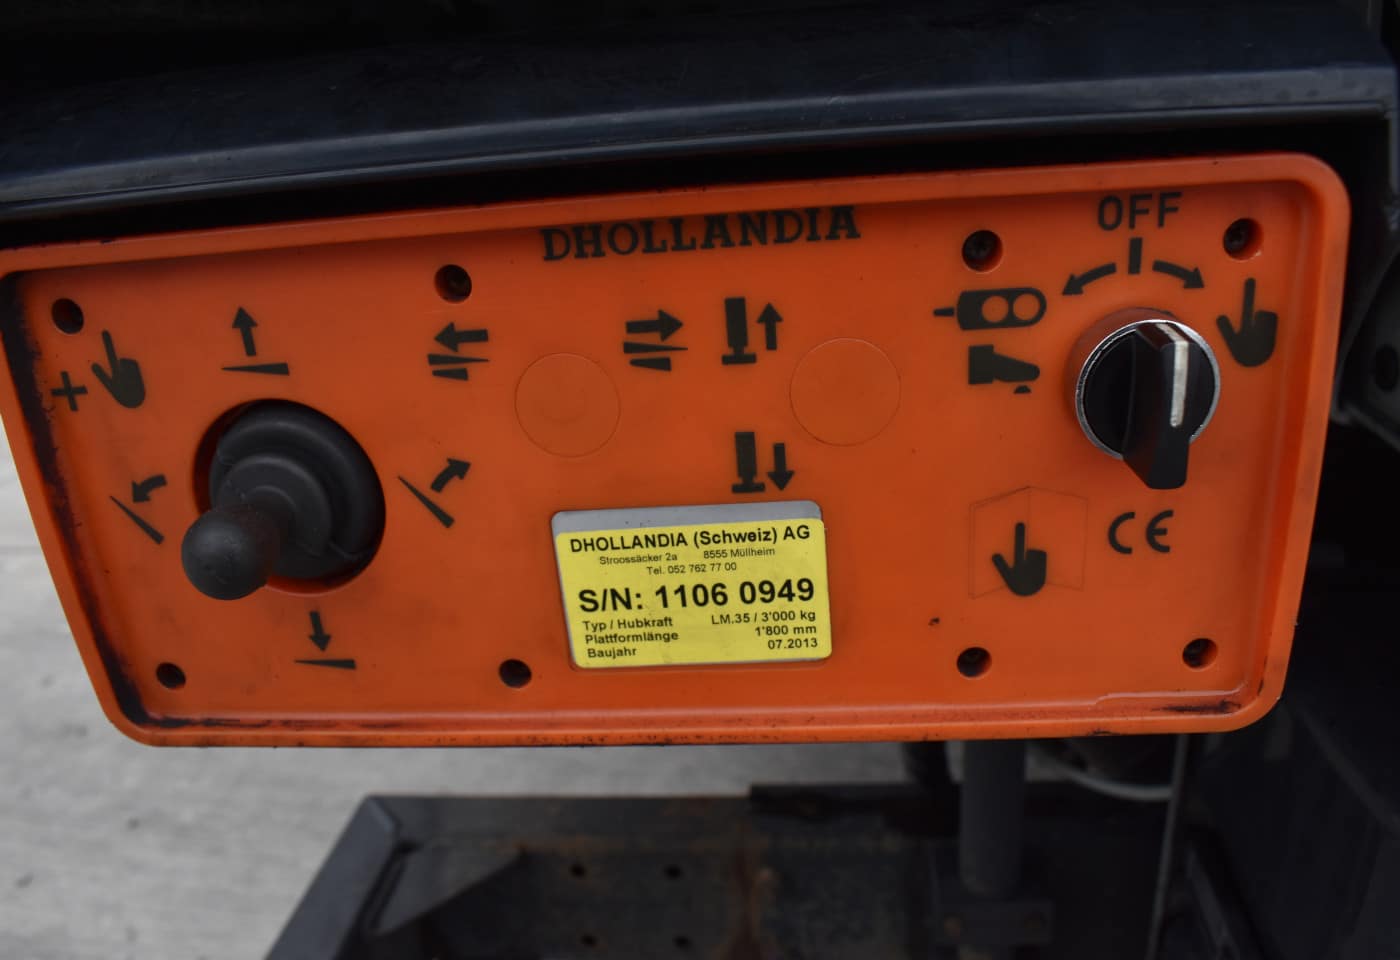 DHOLLANDIA
OFF
+
CE
DHOLLANDIA (Schweiz) AG
Stroossäcker 2a 8555 Müllheim
Tel. 052 762 77 00
S/N: 1106 0949
Typ / Hubkraft LM.35 / 3'000 kg
Plattformlänge 1'800 mm
Baujahr 07.2013